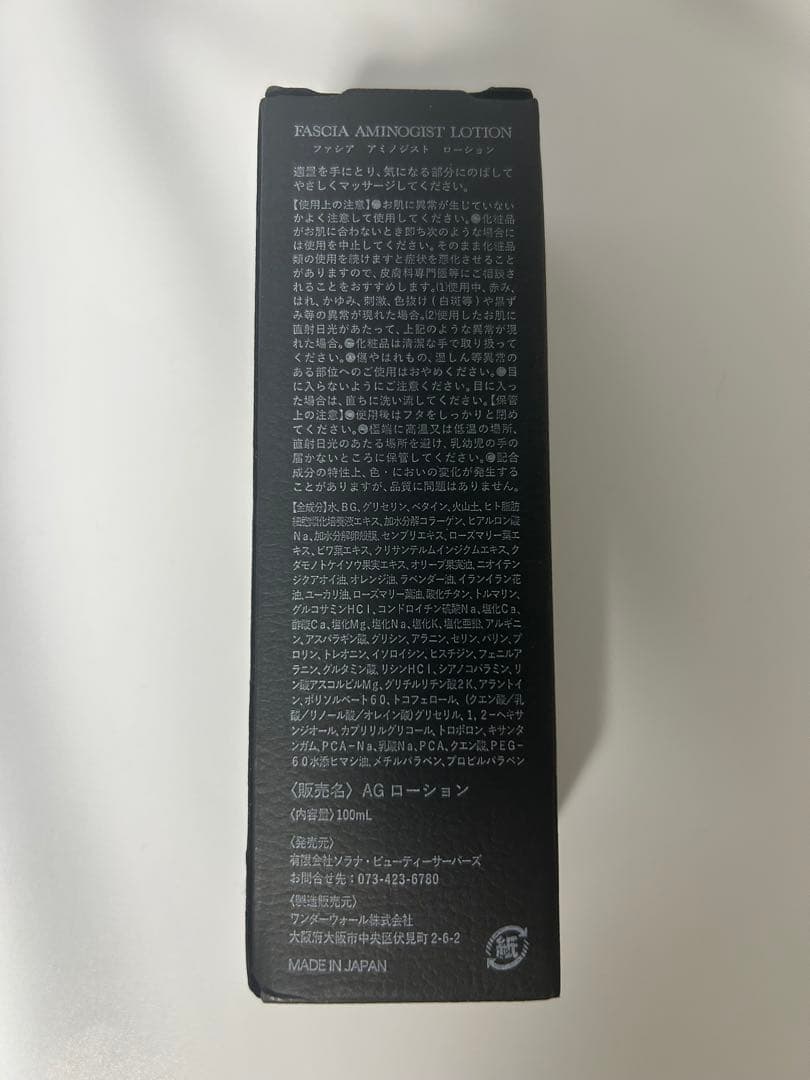 FASCIA AMINOGIST LOTION
ファシア アミノジスト ローション
適量を手にとり、気になる部分にのばして
やさしくマッサージしてください。
【使用上の注意】●お肌に異常が生じていない
かよく注意して使用してください。●化粧品
がお肌に合わないとき即ち次のような場合に
は使用を中止してください。そのまま化粧品
類の使用を続けますと症状を悪化させること
がありますので、皮膚科専門医等にご相談さ
れることをおすすめします。(1)使用中、赤み、
はれ、かゆみ、刺激、色抜け(白斑等)や黒ず
み等の異常が現れた場合。(2)使用したお肌に
直射日光があたって、上記のような異常が現
れた場合。●化粧品は清潔な手で取り扱って
ください。●傷やはれもの、湿しん等異常の
ある部位へのご使用はおやめください。●目
に入らないようにご注意ください。目に入っ
た場合は、直ちに洗い流してください。【保管
上の注意】●使用後はフタをしっかりと閉め
てください。●極端に高温又は低温の場所、
直射日光のあたる場所を避け、乳幼児の手の
届かないところに保管してください。●配合
成分の特性上、色・においの変化が発生する
ことがありますが、品質に問題はありません。
【全成分】水、BG、グリセリン、ベタイン、火山土、ヒト脂肪
細胞順化培養液エキス、加水分解コラーゲン、ヒアルロン酸
Na、加水分解卵殻膜、センブリエキス、ローズマリー葉エ
キス、ビワ葉エキス、クリサンテルムインジクムエキス、ク
ダモノトケイソウ果実エキス、オリーブ果実油、ニオイテン
ジクアオイ油、オレンジ油、ラベンダー油、イランイラン花
油、ユーカリ油、ローズマリー葉油、酸化チタン、トルマリン、
グルコサミンHCl、コンドロイチン硫酸Na、塩化Ca、
酢酸Ca、塩化Mg、塩化Na、塩化K、塩化亜鉛、アルギニ
ン、アスパラギン酸、グリシン、アラニン、セリン、バリン、プ
ロリン、トレオニン、イソロイシン、ヒスチジン、フェニルア
ラニン、グルタミン酸、リシンHCl、シアノコバラミン、リ
ン酸アスコルビルMg、グリチルリチン酸2K、アラントイ
ン、ポリソルベート60、トコフェロール、(クエン酸/乳
酸/リノール酸/オレイン酸)グリセリル、1,2-ヘキサ
ンジオール、カプリリルグリコール、トロポロン、キサンタ
ンガム、PCA-Na、乳酸Na、PCA、クエン酸、PEG-
60水添ヒマシ油、メチルパラベン、プロピルパラベン
〈販売名〉AG ローション
〈内容量〉100mL
〈発売元〉
有限会社ソラナ・ビューティーサーバーズ
お問合せ先:073-423-6780
〈製造販売元〉
ワンダーウォール株式会社
大阪府大阪市中央区伏見町2-6-2
紙
MADE IN JAPAN